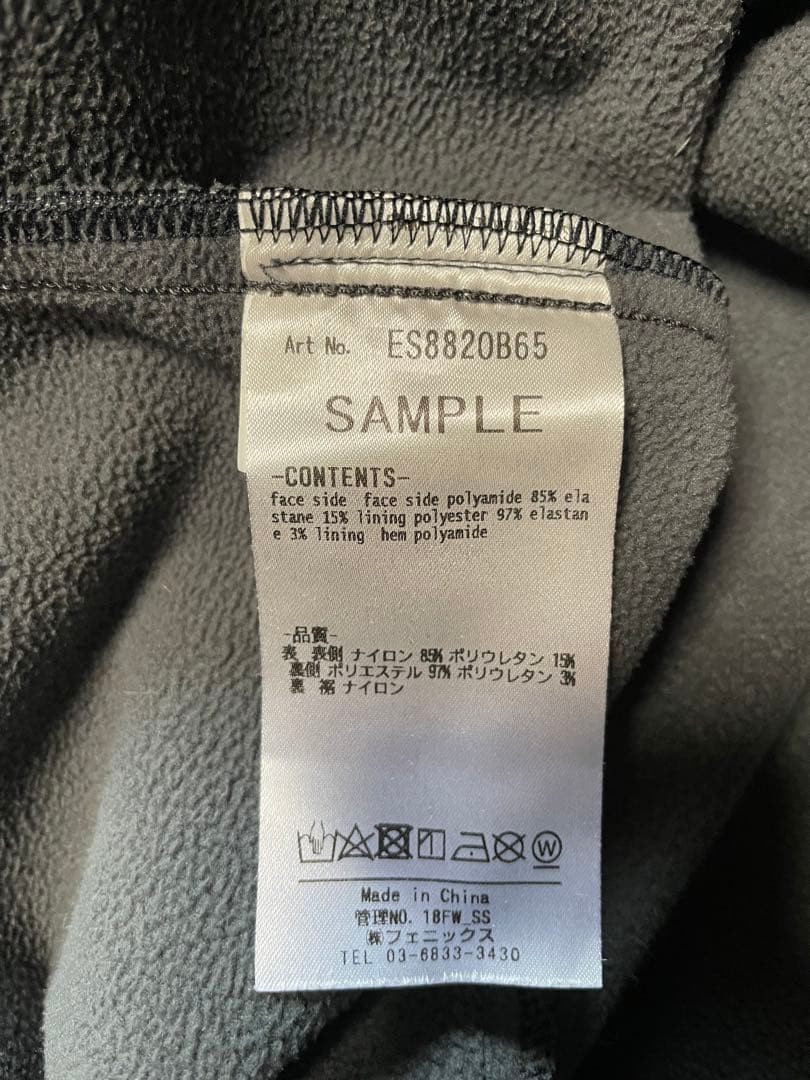 Art No. ES8820B65
SAMPLE
-CONTENTS-
face side face side polyamide 85% ela
stane 15% lining polyester 97% elastan
e 3% lining hem polyamide
-品質-
表 表側 ナイロン 85% ポリウレタン 15%
裏側 ポリエステル 97% ポリウレタン 3%
裏 裾 ナイロン
W
Made in China
管理NO. 18FW_SS
㈱フェニックス
TEL 03-6833-3430